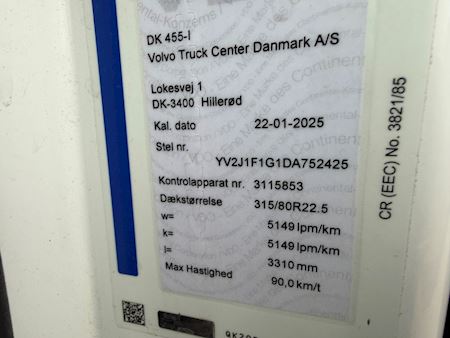 DK 455-I
Volvo Truck Center Danmark A/S
Lokesvej 1
DK-3400 Hillerød
Kal. dato 22-01-2025
Stel nr.
YV2J1F1G1DA752425
Kontrolapparat nr. 3115853
Dækstørrelse 315/80R22.5
w= 5149 Ipm/km
k= 5149 Ipm/km
l= 3310 mm
Max Hastighed 90,0 km/t
CR (EEC) No. 3821/85